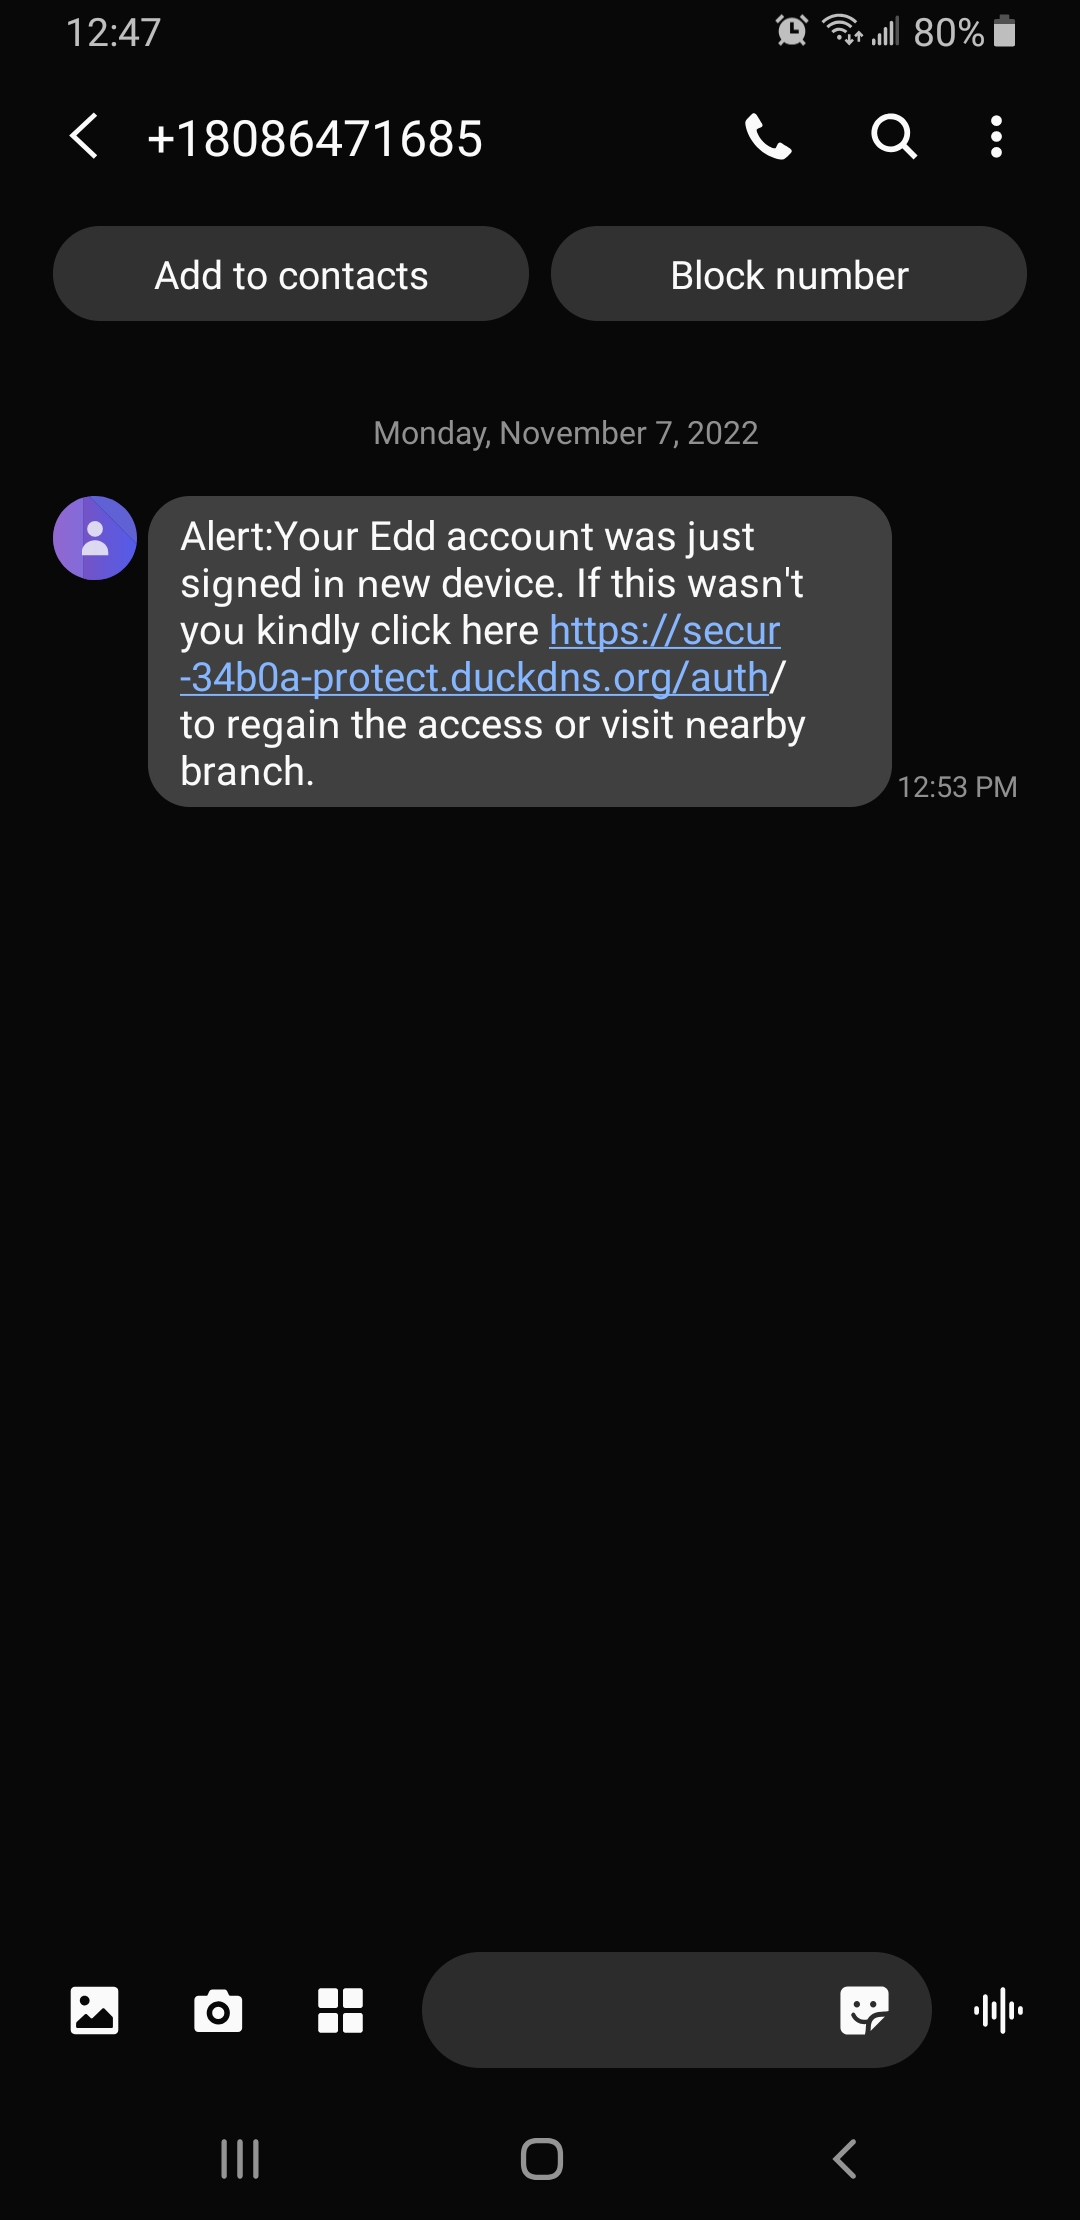 12:47
80%
+18086471685
Add to contacts
Block number
Monday, November 7, 2022
Alert:Your Edd account was just
signed in new device. If this wasn't
you kindly click here https://secur
-34b0a-protect.duckdns.org/auth/
to regain the access or visit nearby
branch.
12:53 PM